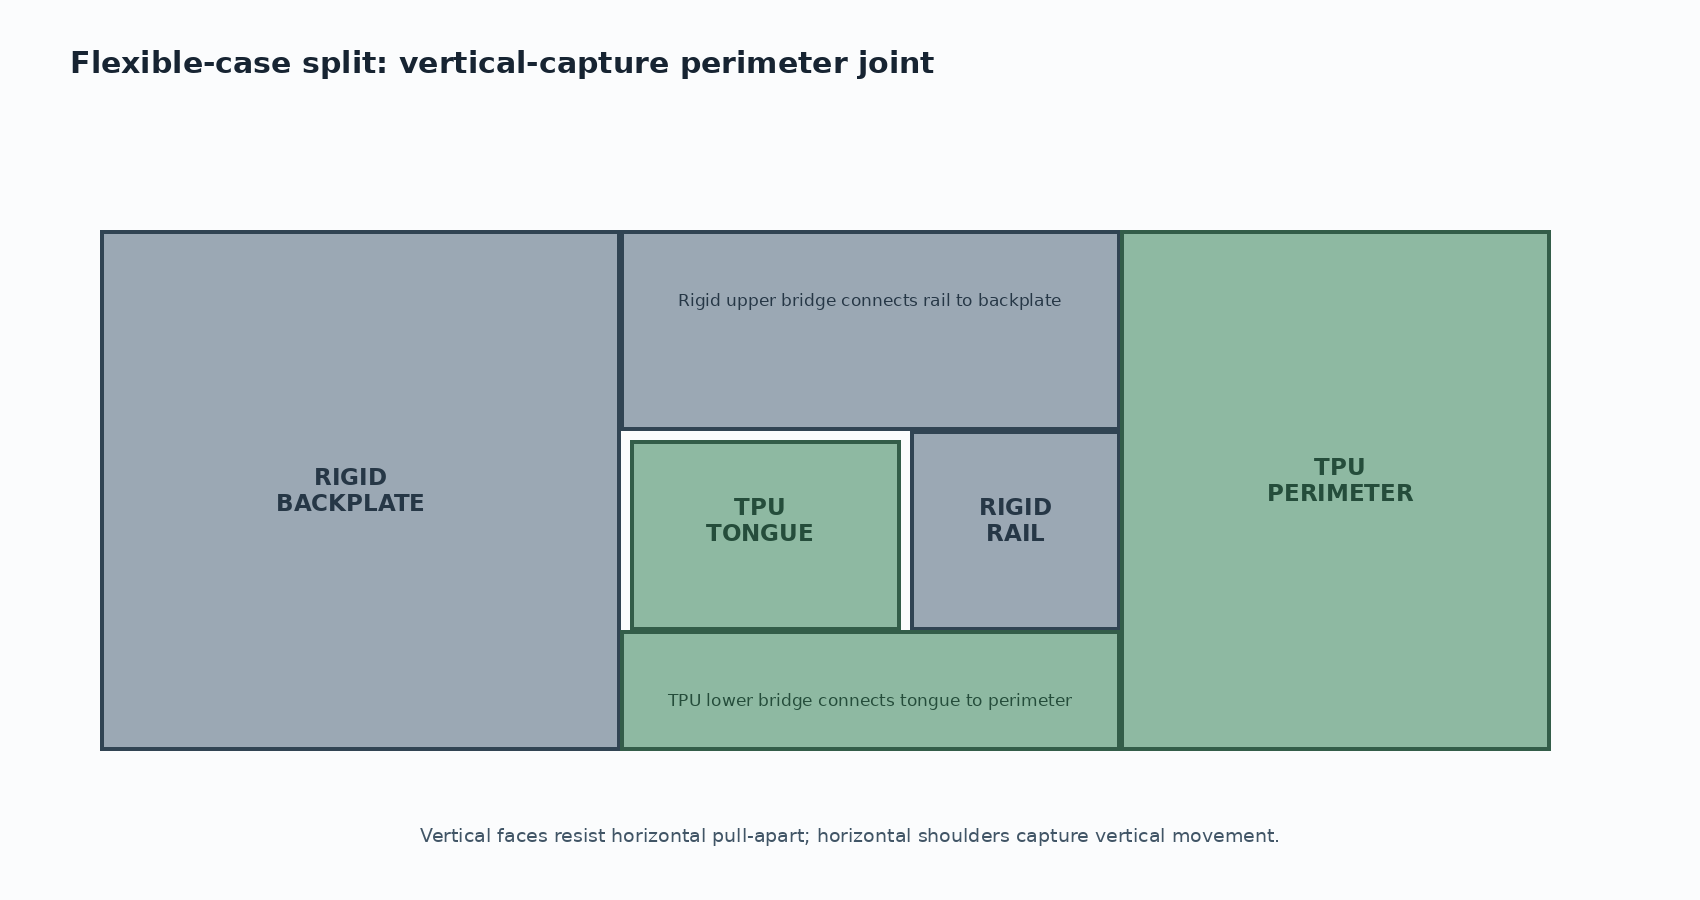 Flexible-case split: vertical-capture perimeter joint
Rigid upper bridge connects rail to backplate
RIGID
BACKPLATE
TPU
TONGUE
RIGID
RAIL
TPU
PERIMETER
TPU lower bridge connects tongue to perimeter
Vertical faces resist horizontal pull-apart; horizontal shoulders capture vertical movement.